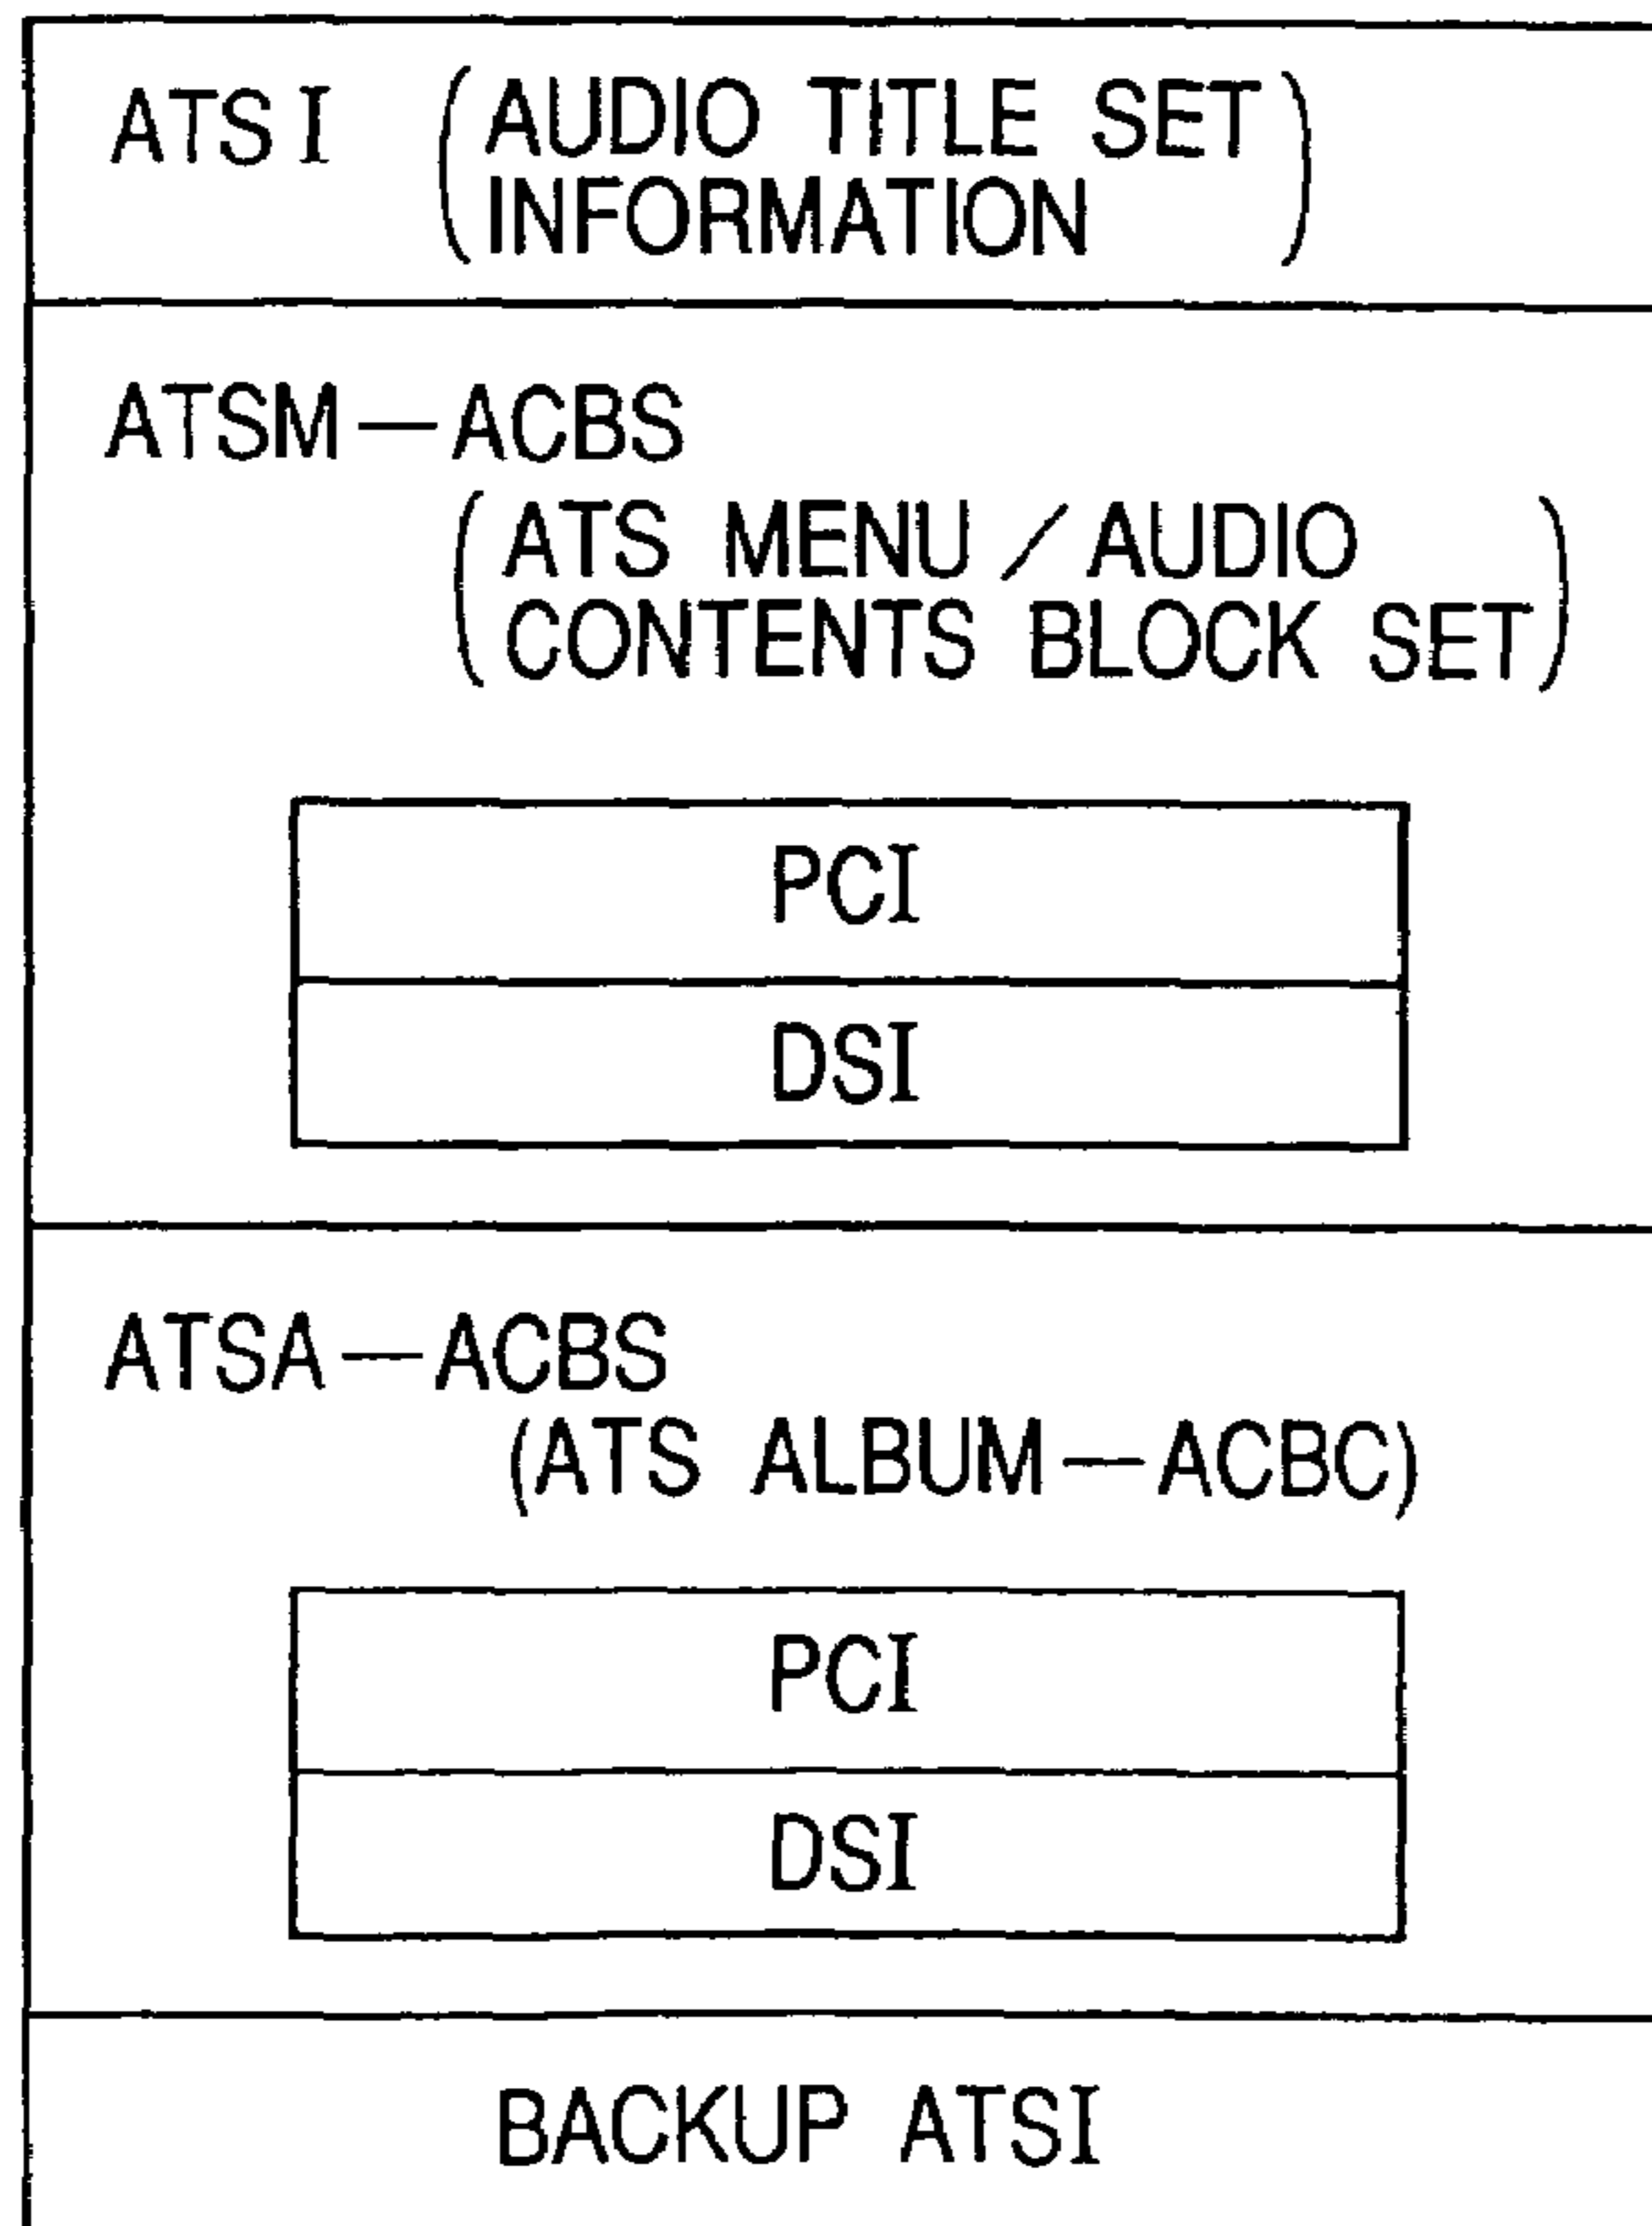 ATSI (AUDIO TITLE SET
INFORMATION)
ATSM—ACBS
(ATS MENU/AUDIO
CONTENTS BLOCK SET)
PCI
DSI
ATSA—ACBS
(ATS ALBUM—ACBC)
PCI
DSI
BACKUP ATSI